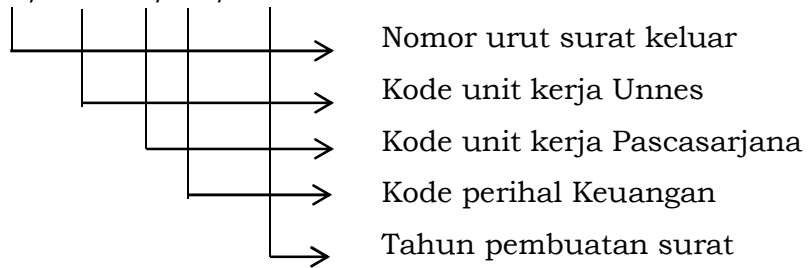 Nomor urut surat keluar
Kode unit kerja Unnes
Kode unit kerja Pascasarjana
Kode perihal Keuangan
Tahun pembuatan surat